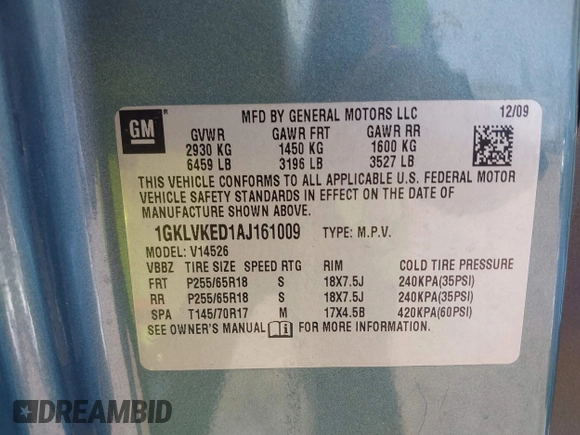 GM
MFD BY GENERAL MOTORS LLC 12/09
GVWR GAWR FRT GAWR RR
2930 KG 1450 KG 1600 KG
6459 LB 3196 LB 3527 LB
THIS VEHICLE CONFORMS TO ALL APPLICABLE U.S. FEDERAL MOTOR
VEHICLE SAFETY STANDARDS IN EFFECT ON THE DATE OF
MANUFACTURE SHOWN ABOVE.
1GKLVKED1AJ161009 TYPE: M.P.V.
MODEL: V14526
VBBZ TIRE SIZE SPEED RTG RIM COLD TIRE PRESSURE
FRT P255/65R18 S 18X7.5J 240KPA(35PSI)
RR P255/65R18 S 18X7.5J 240KPA(35PSI)
SPA T145/70R17 M 17X4.5B 420KPA(60PSI)
SEE OWNER'S MANUAL FOR MORE INFORMATION.
DREAMBID